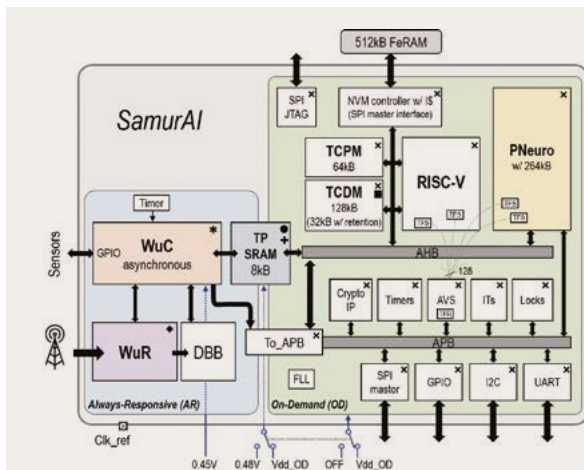 512kB FeRAM
SamurAI
SPI
JTAG
NVM controller w/ I$
(SPI master interface)
PNeuro
w/ 264kB
TCPM
64kB
RISC-V
TCDM
128kB
(32kB w/ retention)
TFS
TFS
TFS
Timer
Sensors
GPIO
WuC
asynchronous
TP
SRAM
8kB
AHB
128
Crypto
IP
Timers
AVS
ITs
Locks
WuR
DBB
To_APB
APB
FLL
SPI
master
GPIO
I2C
UART
Always-Responsive (AR)
On-Demand (OD)
Clk_ref
0.45V
0.48V
Vdd_OD
OFF
Vdd_OD